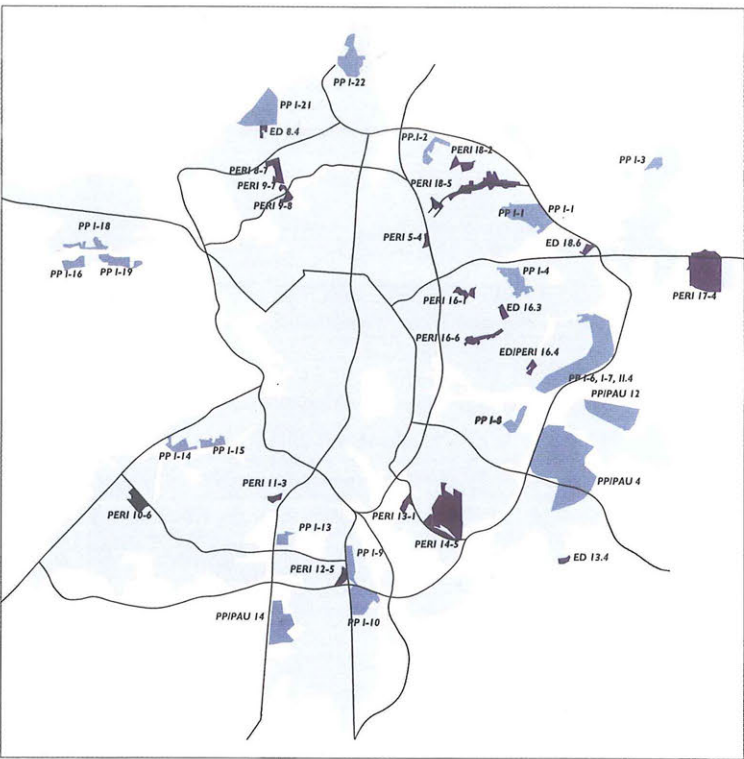 PP I-22
PP I-21
ED 8.4
PP.I-2
PERI 18-2
PP I-3
PERI 8-7
PERI 9-7
PERI 18-5
PERI 9-8
PP I-1
PP I-1
PP I-18
PERI 5-4
ED 18.6
PP I-16
PP I-19
PP I-4
PERI 16-1
PERI 17-4
ED 16.3
PERI 16-6
ED/PERI 16.4
PP I-6, I-7, II.4
PP/PAU 12
PP I-8
PP I-14
PP I-15
PERI 11-3
PP/PAU 4
PERI 10-6
PERI 13-1
PP I-13
PERI 14-5
PP I-9
ED 13.4
PERI 12-5
PP/PAU 14
PP I-10